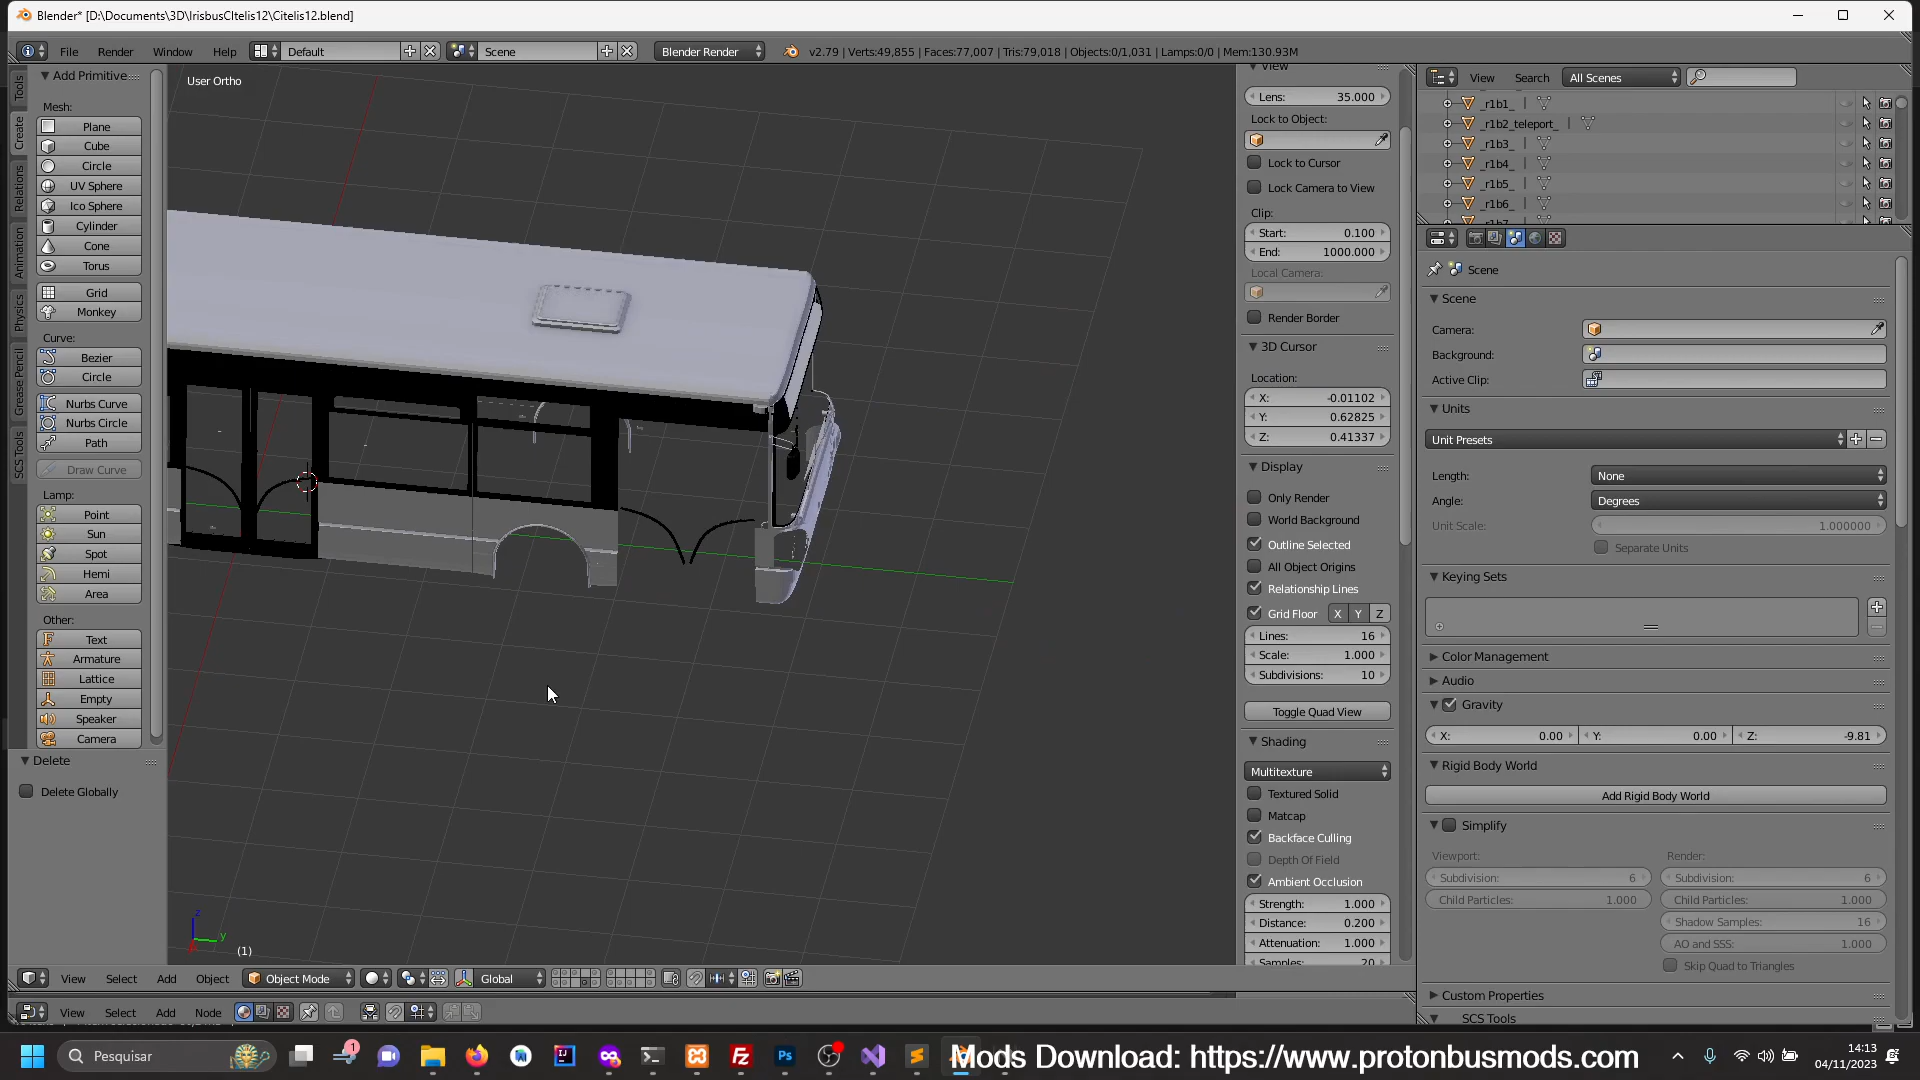 Blender* [D:\Documents\3D\IrisbusCItelis12\Citelis12.blend]
File Render Window Help Default Scene Blender Render v2.79 | Verts:49,855 | Faces:77,007 | Tris:79,018 | Objects:0/1,031 | Lamps:0/0 | Mem:130.93M
Tools
Create
Relations
Animation
Physics
Grease Pencil
SCS Tools
Add Primitive
Mesh:
Plane
Cube
Circle
UV Sphere
Ico Sphere
Cylinder
Cone
Torus
Grid
Monkey
Curve:
Bezier
Circle
Nurbs Curve
Nurbs Circle
Path
Draw Curve
Lamp:
Point
Sun
Spot
Hemi
Area
Other:
Text
Armature
Lattice
Empty
Speaker
Camera
Delete
Delete Globally
User Ortho
z
y
(1)
View Select Add Object Object Mode Global
View Select Add Node
View
Lens: 35.000
Lock to Object:
Lock to Cursor
Lock Camera to View
Clip:
Start: 0.100
End: 1000.000
Local Camera:
Render Border
3D Cursor
Location:
X: -0.01102
Y: 0.62825
Z: 0.41337
Display
Only Render
World Background
Outline Selected
All Object Origins
Relationship Lines
Grid Floor X Y Z
Lines: 16
Scale: 1.000
Subdivisions: 10
Toggle Quad View
Shading
Multitexture
Textured Solid
Matcap
Backface Culling
Depth Of Field
Ambient Occlusion
Strength: 1.000
Distance: 0.200
Attenuation: 1.000
Samples: 20
View Search All Scenes
_r1b1_
_r1b2_teleport_
_r1b3_
_r1b4_
_r1b5_
_r1b6_
_r1b7_
Scene
Scene
Camera:
Background:
Active Clip:
Units
Unit Presets
Length: None
Angle: Degrees
Unit Scale: 1.000000
Separate Units
Keying Sets
Color Management
Audio
Gravity
X: 0.00 Y: 0.00 Z: -9.81
Rigid Body World
Add Rigid Body World
Simplify
Viewport: Render:
Subdivision: 6 Subdivision: 6
Child Particles: 1.000 Child Particles: 1.000
Shadow Samples: 16
AO and SSS: 1.000
Skip Quad to Triangles
Custom Properties
SCS Tools
Pesquisar
1
Mods Download: https://www.protonbusmods.com
14:13
04/11/2023